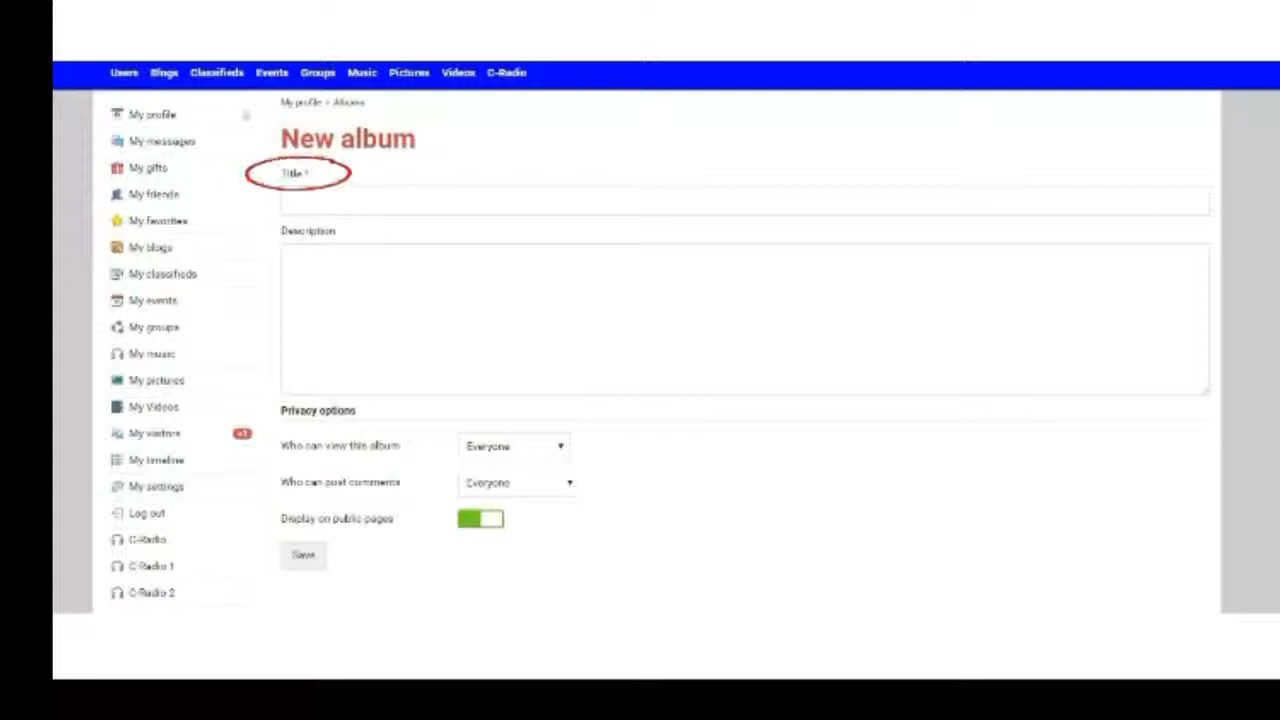 Users Blogs Classifieds Events Groups Music Pictures Videos C-Radio
My profile
My messages
My gifts
My friends
My favorites
My blogs
My classifieds
My events
My groups
My music
My pictures
My Videos
My visitors +1
My timeline
My settings
Log out
C-Radio
C-Radio 1
C-Radio 2
My profile » Albums
New album
Title *
Description
Privacy options
Who can view this album Everyone
Who can post comments Everyone
Display on public pages
Save